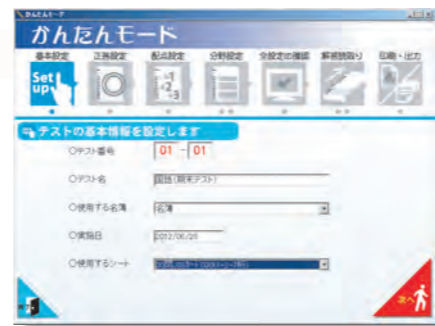 かんたんモード
かんたんモード
基本設定 正答設定 配点設定 分野設定 全設定の確認 解答読取り 印刷・出力
Set up
テストの基本情報を設定します
○テスト番号 01 - 01
○テスト名 国語(期末テスト)
○使用する名簿 名簿
○実施日 2012/06/20
○使用するシート
次へ